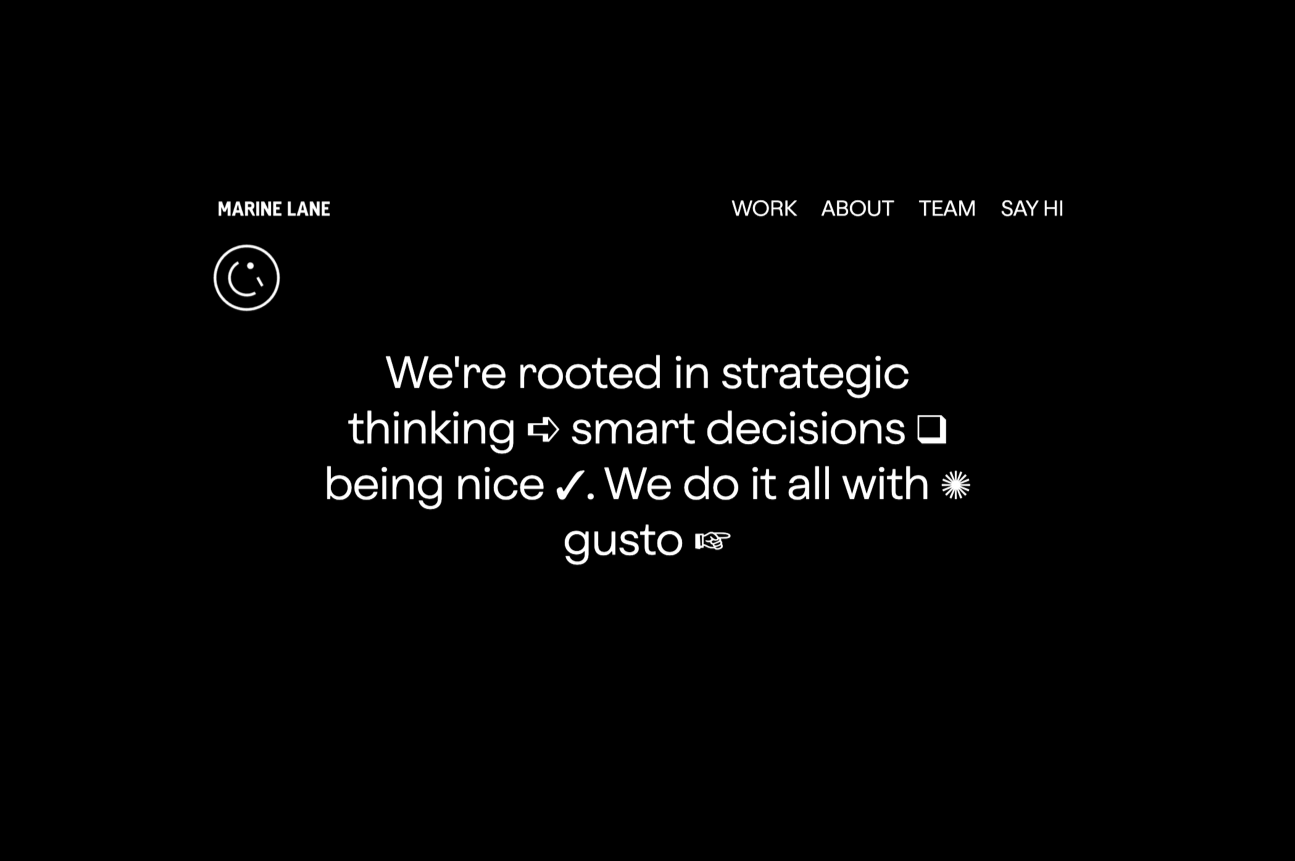 MARINE LANE
WORK ABOUT TEAM SAY HI
We're rooted in strategic
thinking ➪ smart decisions ❑
being nice ✓. We do it all with ✺
gusto ☞